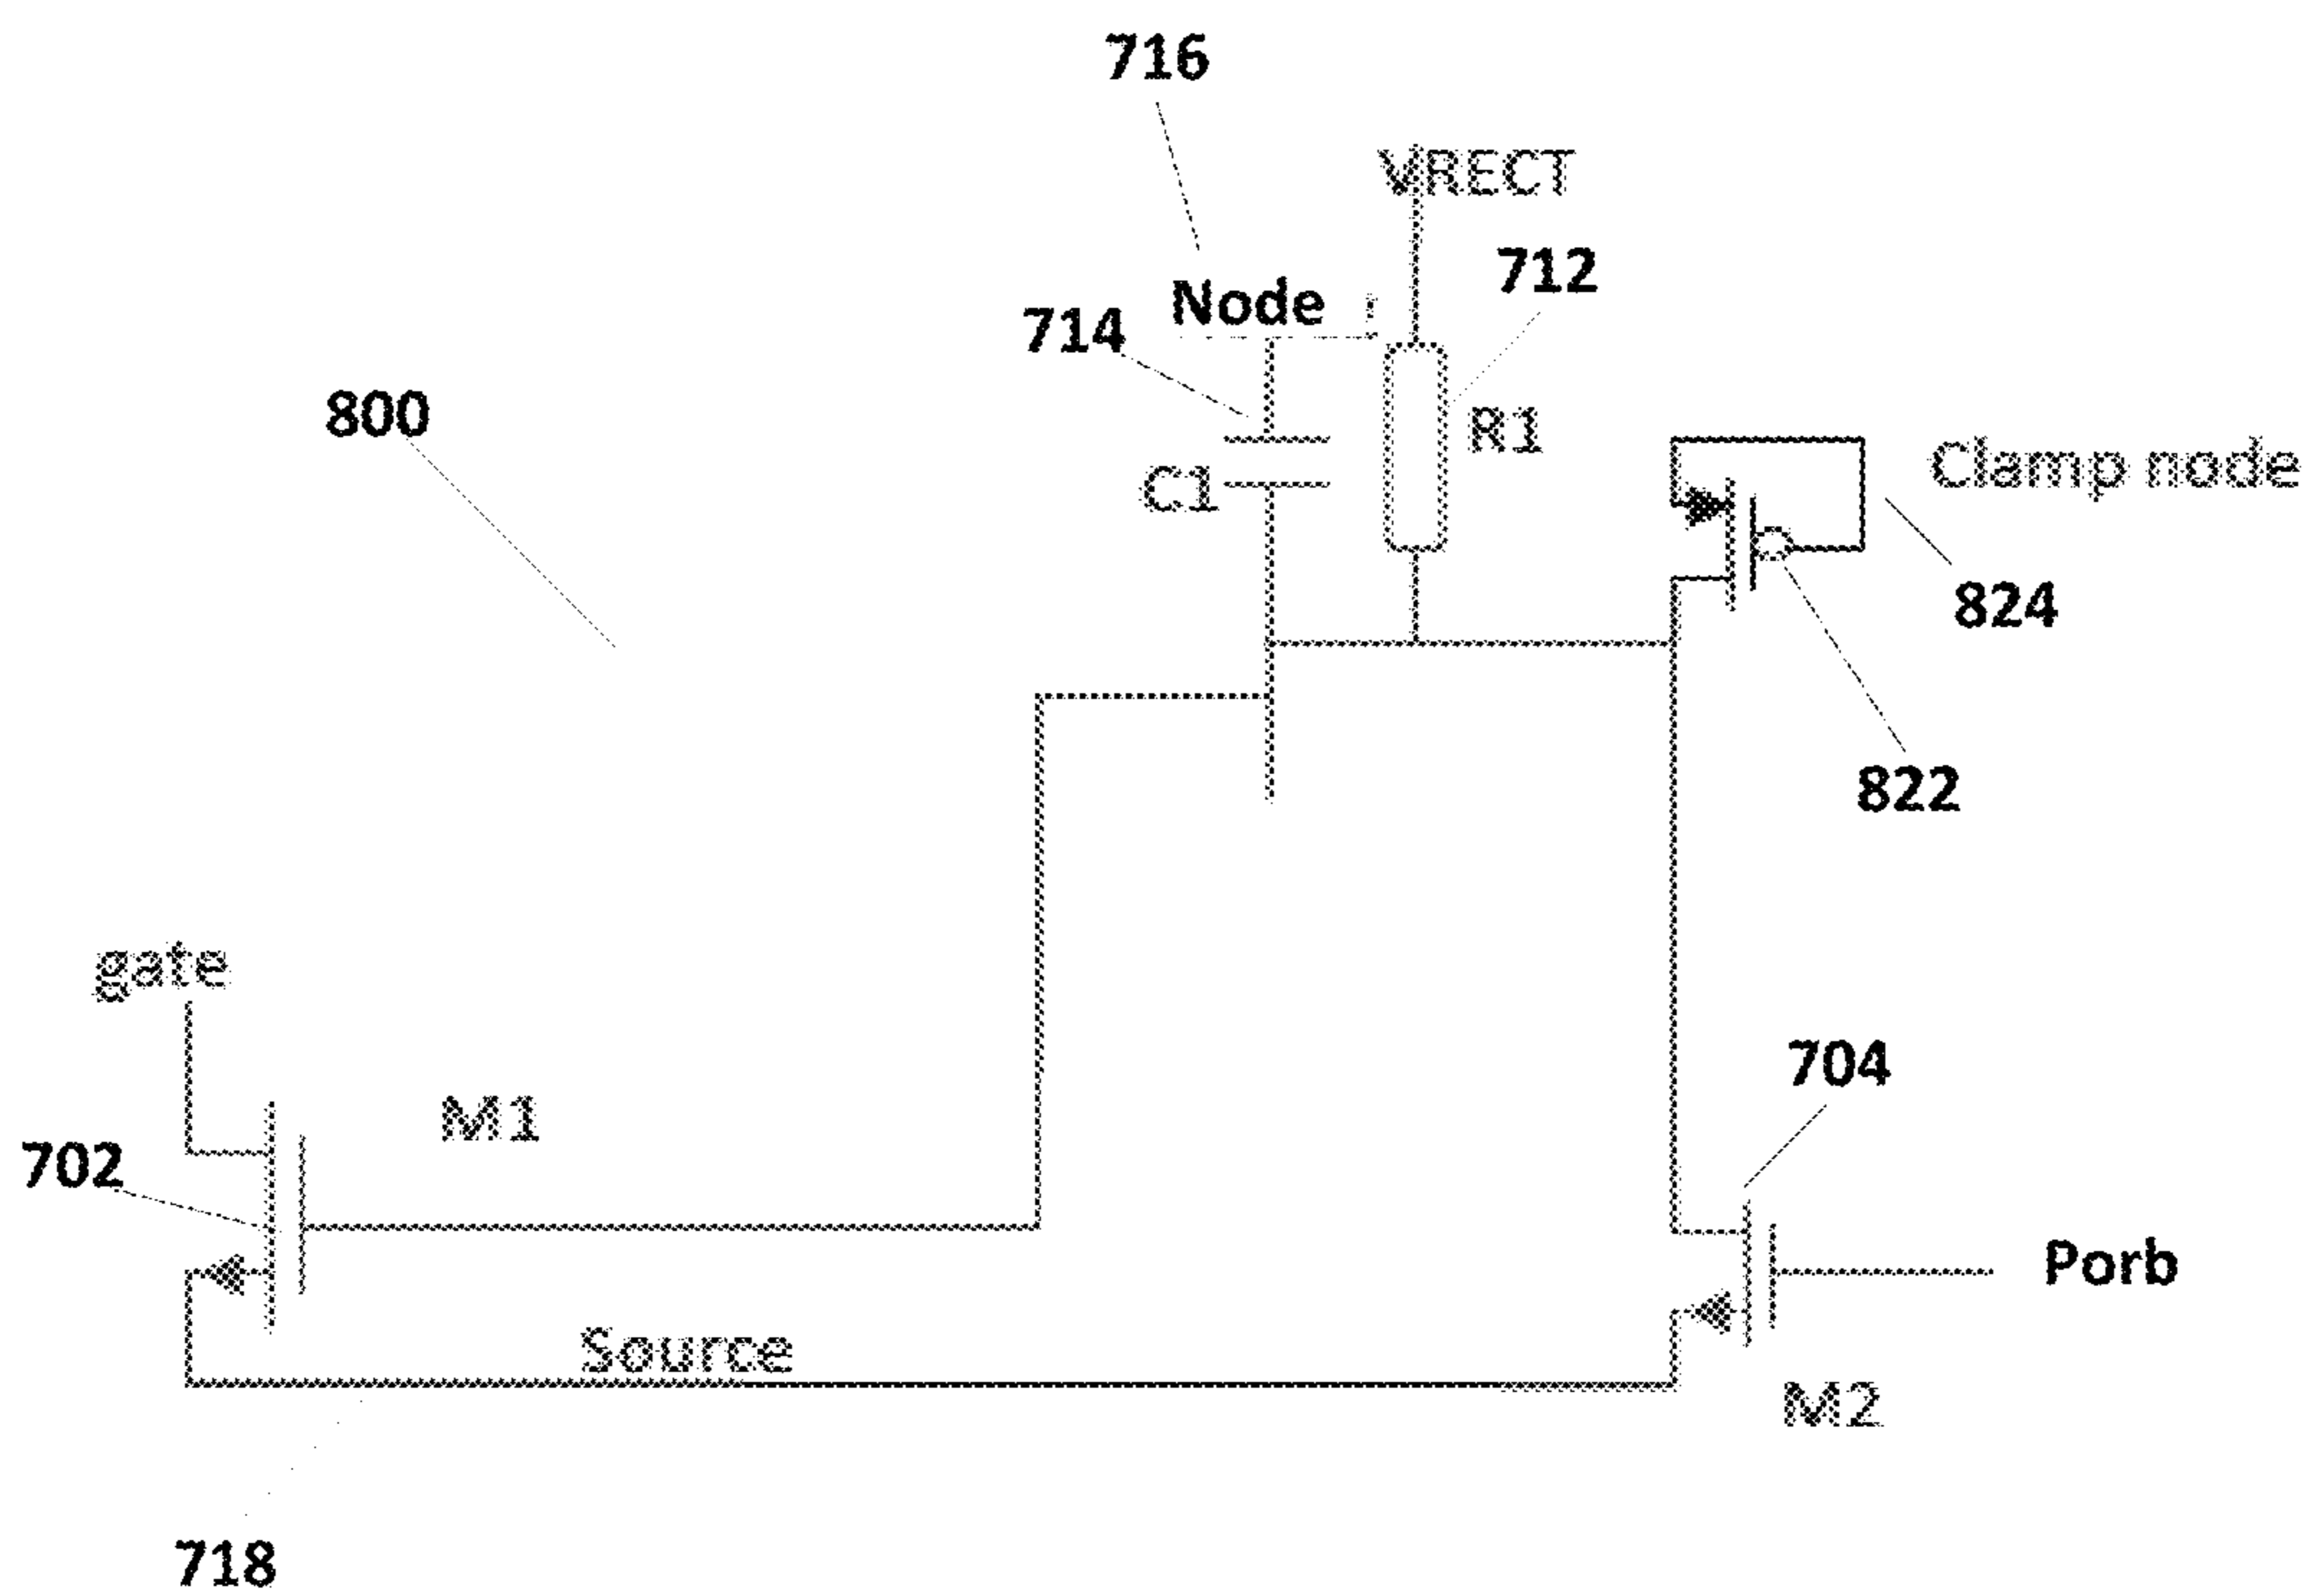 716
VRECT
712
Node
714
800
R1
Clamp node
C1
824
822
gate
704
M1
702
Porb
Source
M2
718